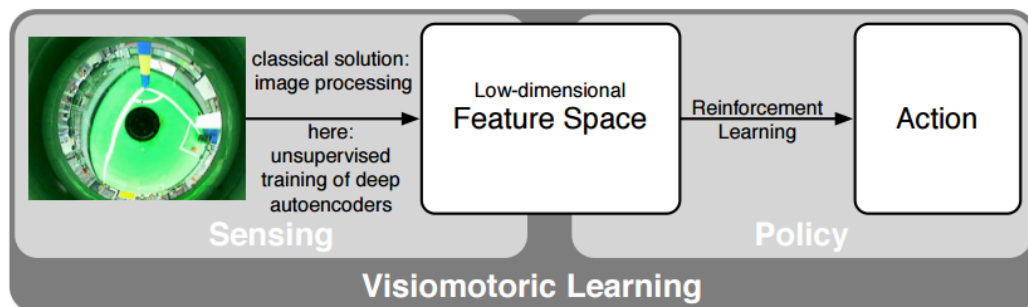 classical solution:
image processing
here:
unsupervised
training of deep
autoencoders
Low-dimensional
Feature Space
Reinforcement
Learning
Action
Sensing
Policy
Visiomotoric Learning